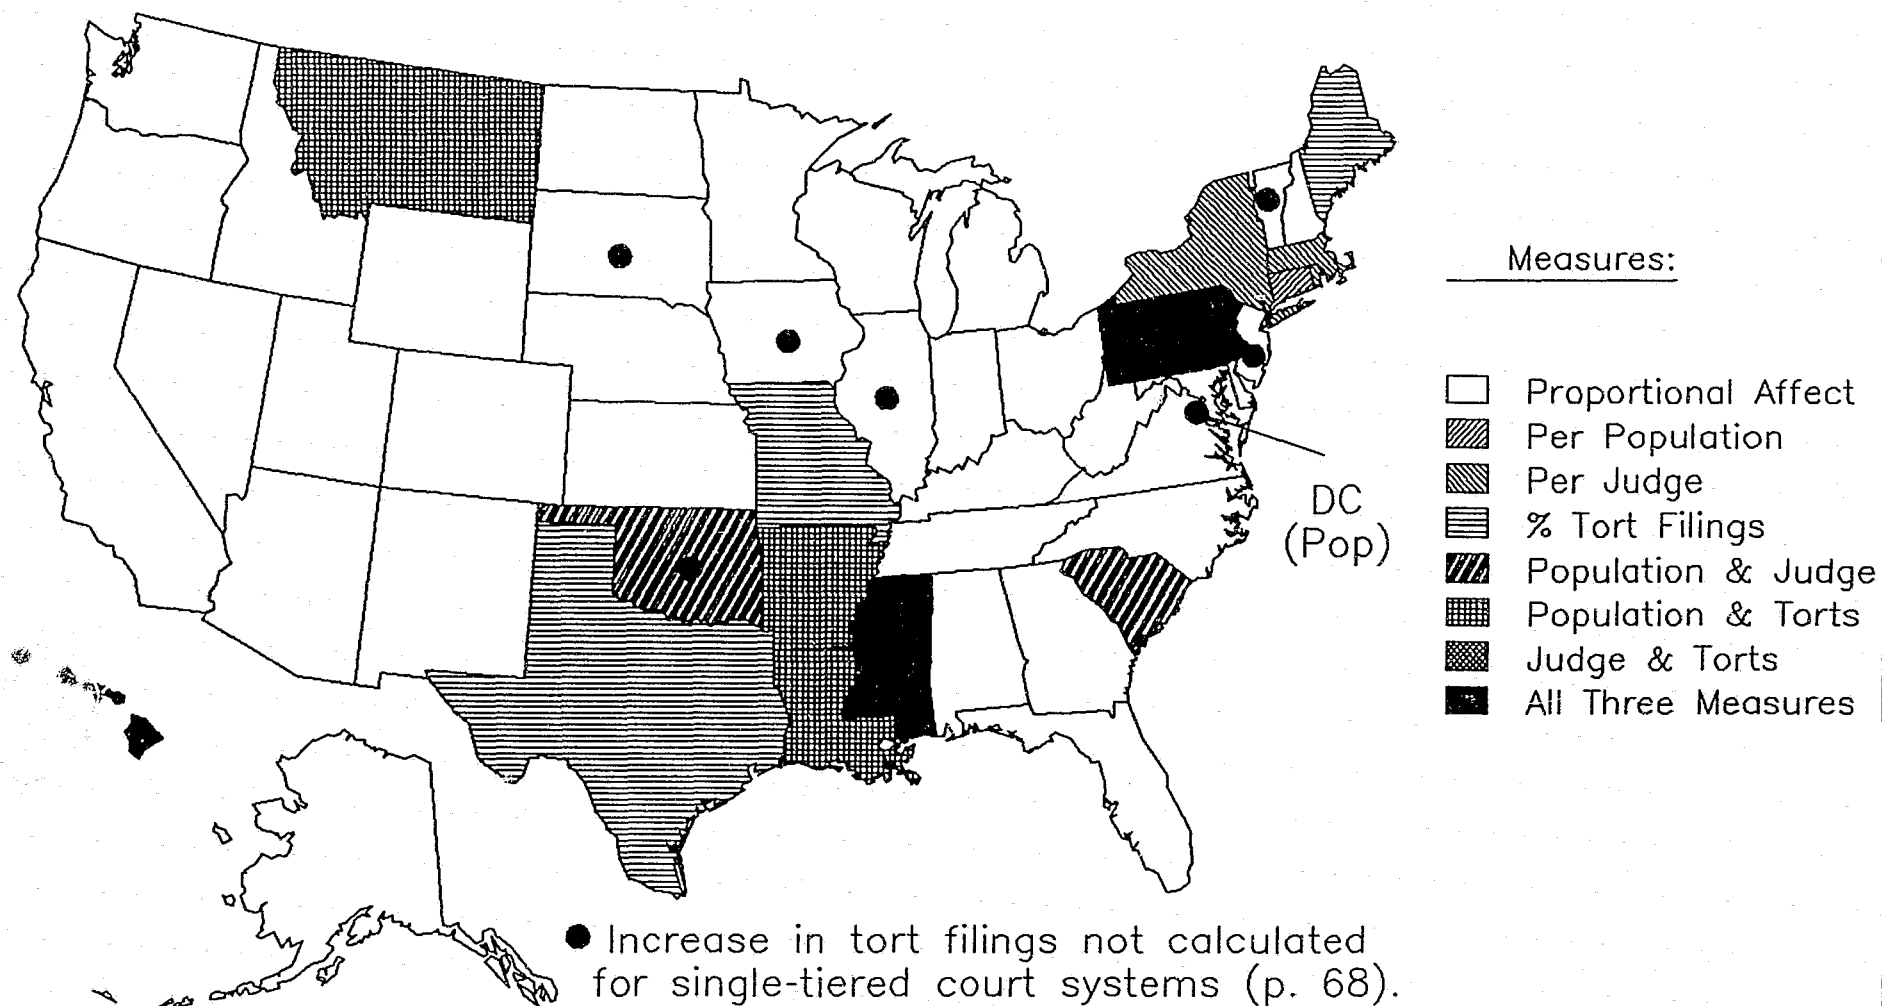 Measures:
Proportional Affect
Per Population
Per Judge
% Tort Filings
Population & Judge
Population & Torts
Judge & Torts
All Three Measures
DC
(Pop)
Increase in tort filings not calculated
for single-tiered court systems (p. 68).